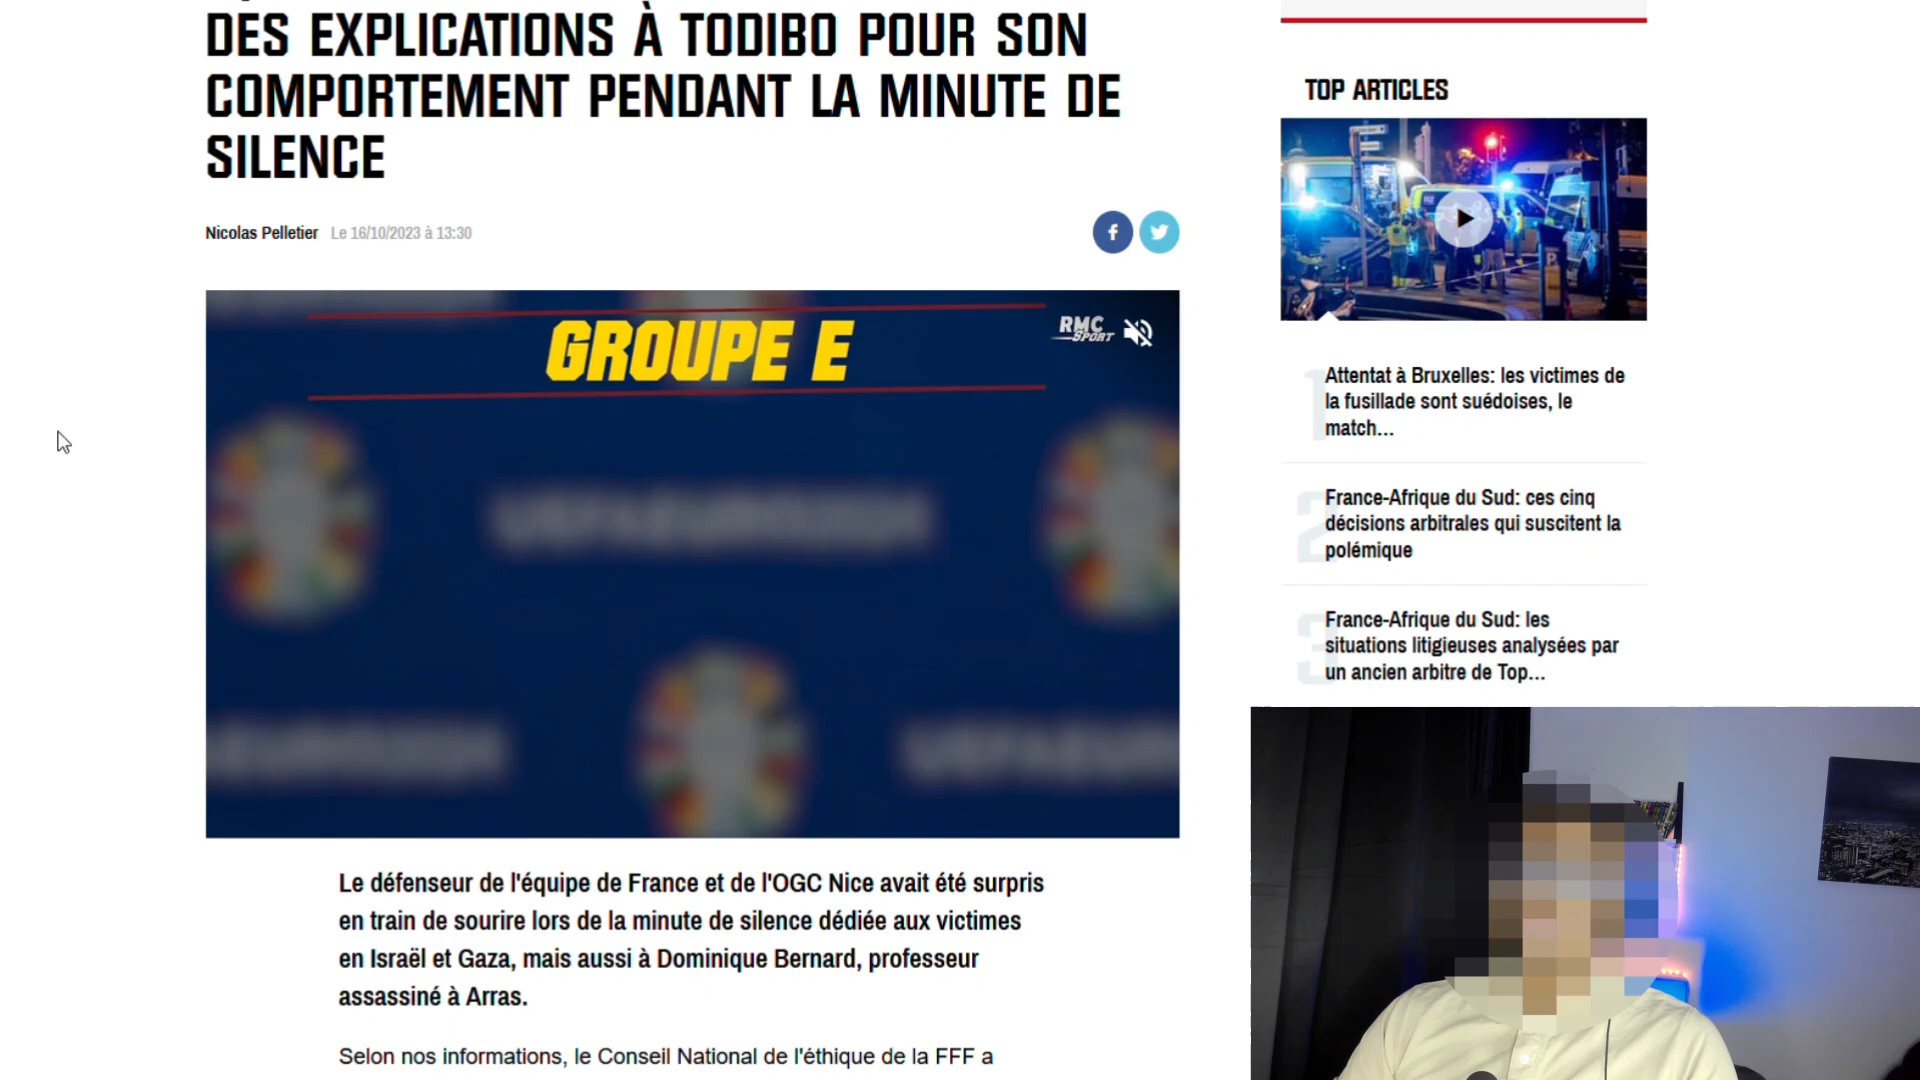 DES EXPLICATIONS À TODIBO POUR SON
COMPORTEMENT PENDANT LA MINUTE DE
SILENCE
Nicolas Pelletier Le 16/10/2023 à 13:30
GROUPE E
RMC
SPORT
Le défenseur de l'équipe de France et de l'OGC Nice avait été surpris
en train de sourire lors de la minute de silence dédiée aux victimes
en Israël et Gaza, mais aussi à Dominique Bernard, professeur
assassiné à Arras.
Selon nos informations, le Conseil National de l'éthique de la FFF a
TOP ARTICLES
1
Attentat à Bruxelles: les victimes de
la fusillade sont suédoises, le
match...
2
France-Afrique du Sud: ces cinq
décisions arbitrales qui suscitent la
polémique
3
France-Afrique du Sud: les
situations litigieuses analysées par
un ancien arbitre de Top...